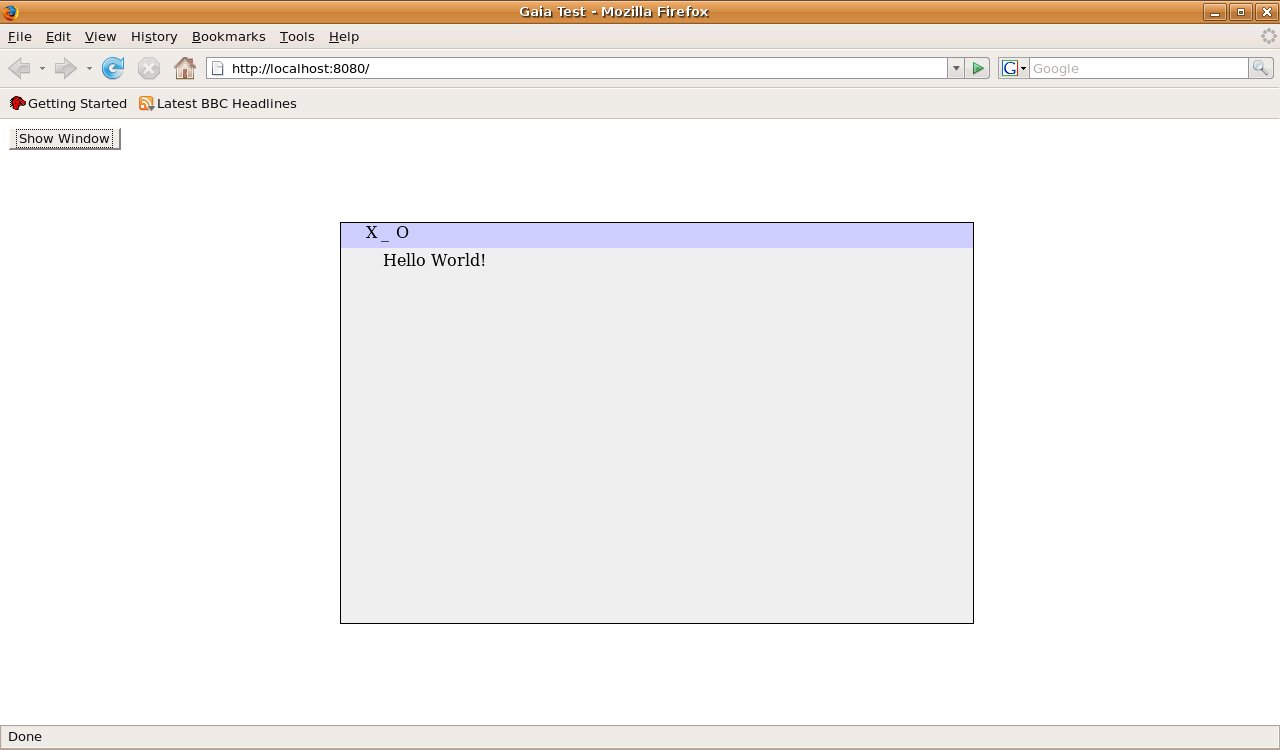 Gaia Test - Mozilla Firefox
File Edit View History Bookmarks Tools Help
http://localhost:8080/ G Google
Getting Started Latest BBC Headlines
Show Window
X _ O
Hello World!
Done